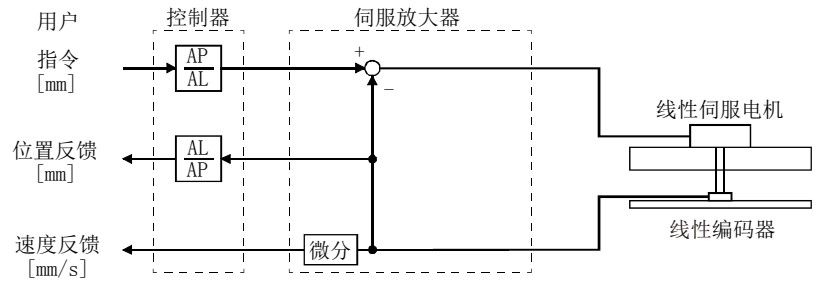 用户
控制器
伺服放大器
指令
[mm]
AP
AL
+
−
线性伺服电机
位置反馈
[mm]
AL
AP
线性编码器
速度反馈
[mm/s]
微分